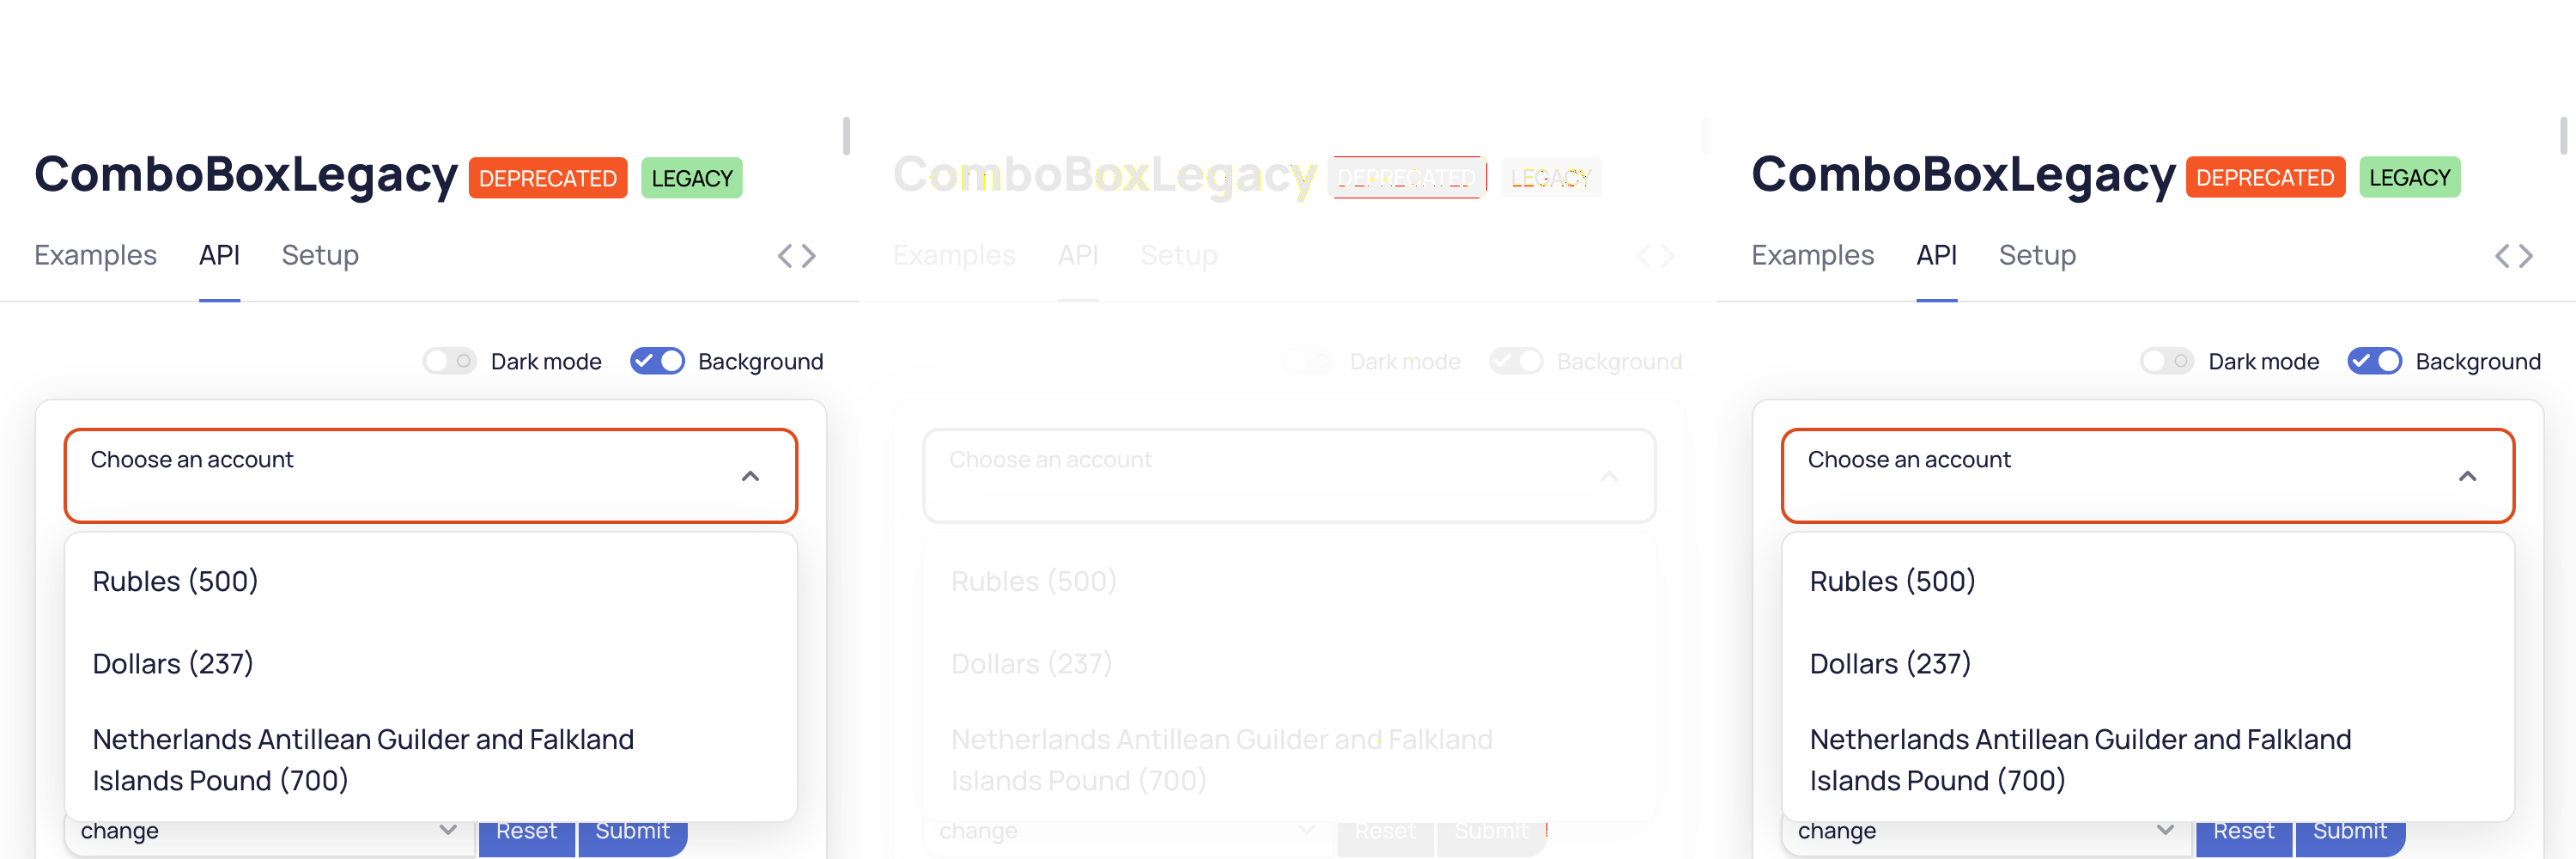 ComboBoxLegacy DEPRECATED LEGACY
Examples API Setup
Dark mode Background
Choose an account
Rubles (500)
Dollars (237)
Netherlands Antillean Guilder and Falkland
Islands Pound (700)
change Reset Submit
ComboBoxLegacy DEPRECATED LEGACY
Examples API Setup
Dark mode Background
Choose an account
Rubles (500)
Dollars (237)
Netherlands Antillean Guilder and Falkland
Islands Pound (700)
change Reset Submit
ComboBoxLegacy DEPRECATED LEGACY
Examples API Setup
Dark mode Background
Choose an account
Rubles (500)
Dollars (237)
Netherlands Antillean Guilder and Falkland
Islands Pound (700)
change Reset Submit